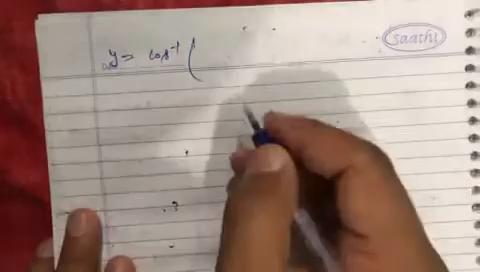 Saathi
y = cos⁻¹ (